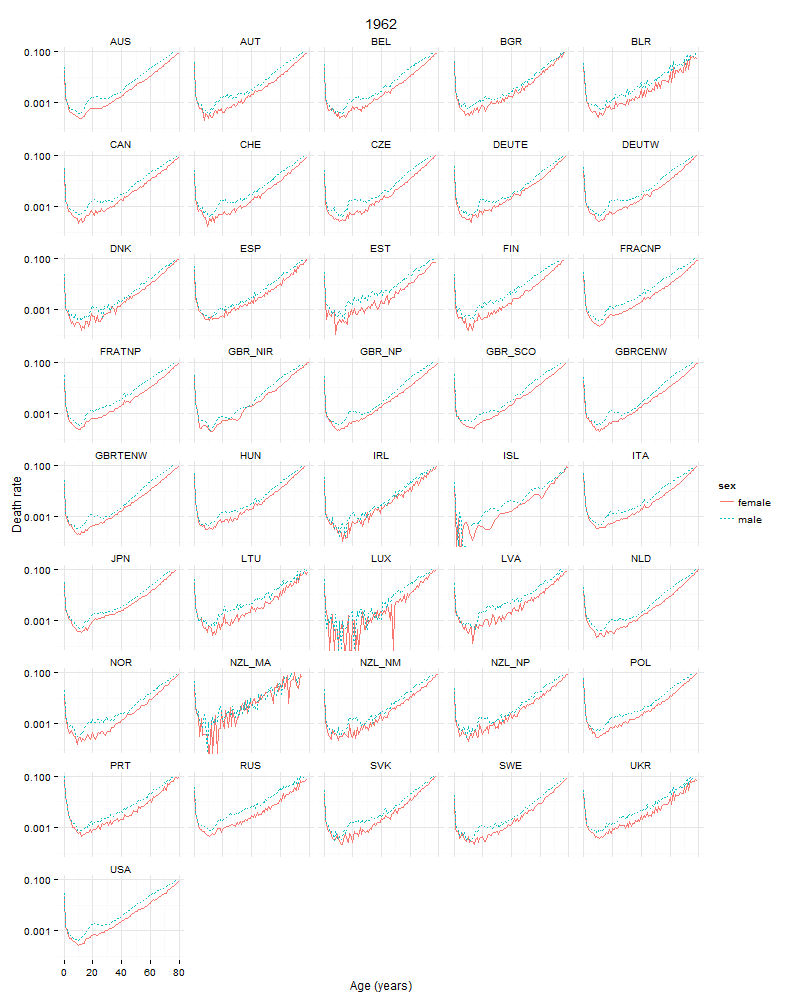 1962
AUS AUT BEL BGR BLR
0.100
0.001
CAN CHE CZE DEUTE DEUTW
0.100
0.001
DNK ESP EST FIN FRACNP
0.100
0.001
FRATNP GBR_NIR GBR_NP GBR_SCO GBRCENW
0.100
0.001
GBRTENW HUN IRL ISL ITA
0.100
0.001
Death rate
sex
female
male
JPN LTU LUX LVA NLD
0.100
0.001
NOR NZL_MA NZL_NM NZL_NP POL
0.100
0.001
PRT RUS SVK SWE UKR
0.100
0.001
USA
0.100
0.001
0 20 40 60 80
Age (years)